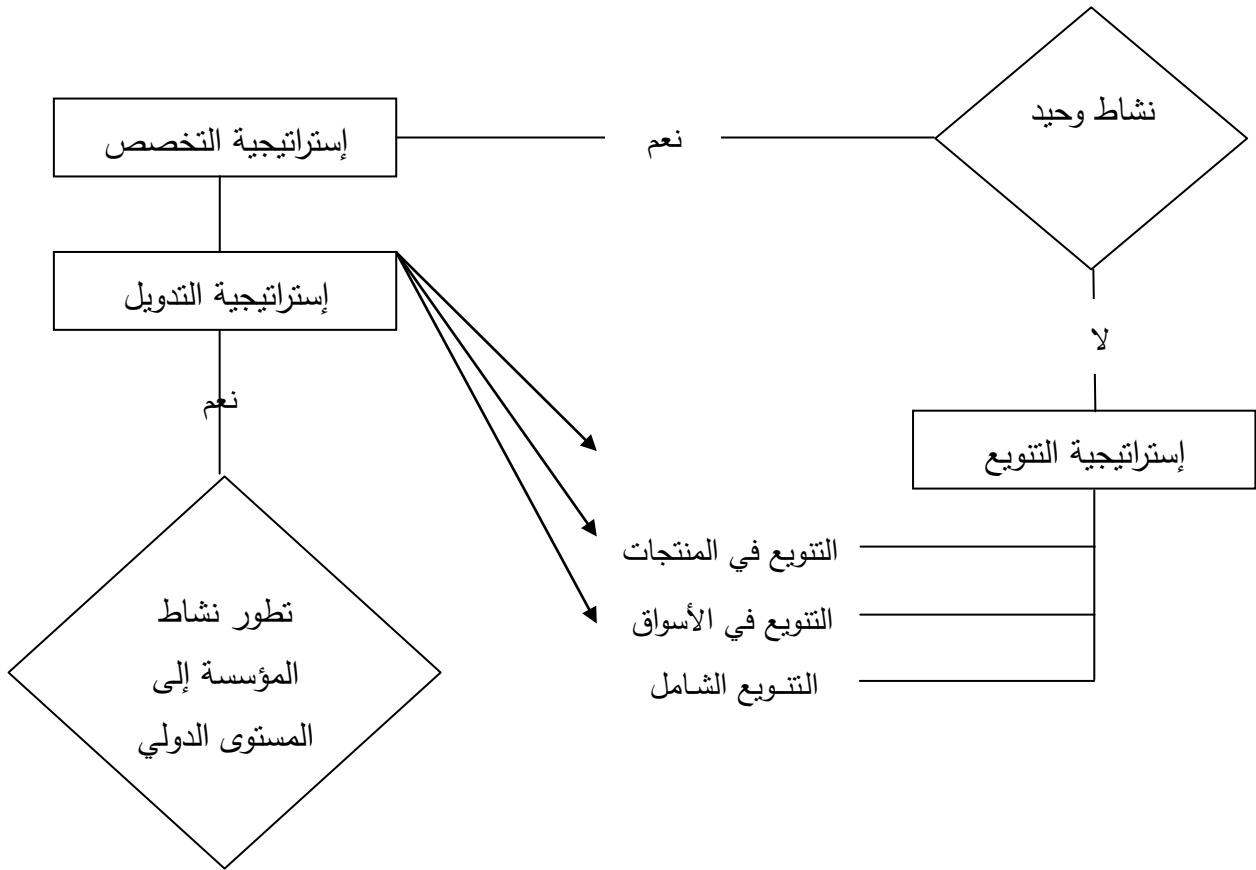 نشاط وحيد
إستراتيجية التخصص
نعم
إستراتيجية التدويل
لا
نعم
إستراتيجية التنويع
التنويع في المنتجات
التنويع في الأسواق
التنـويع الشامل
تطور نشاط
المؤسسة إلى
المستوى الدولي